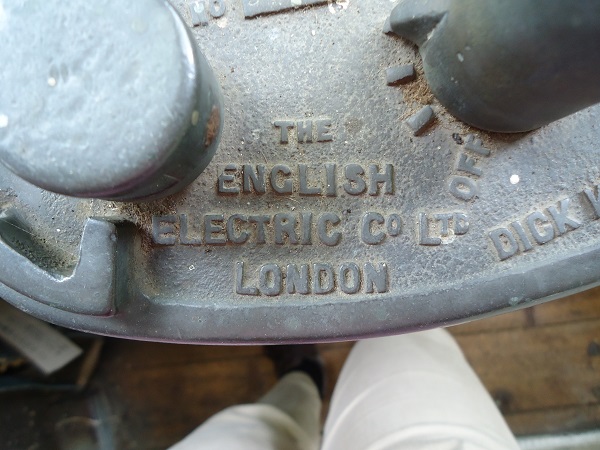 THE
ENGLISH
ELECTRIC Co LTD
LONDON
OFF
DICK